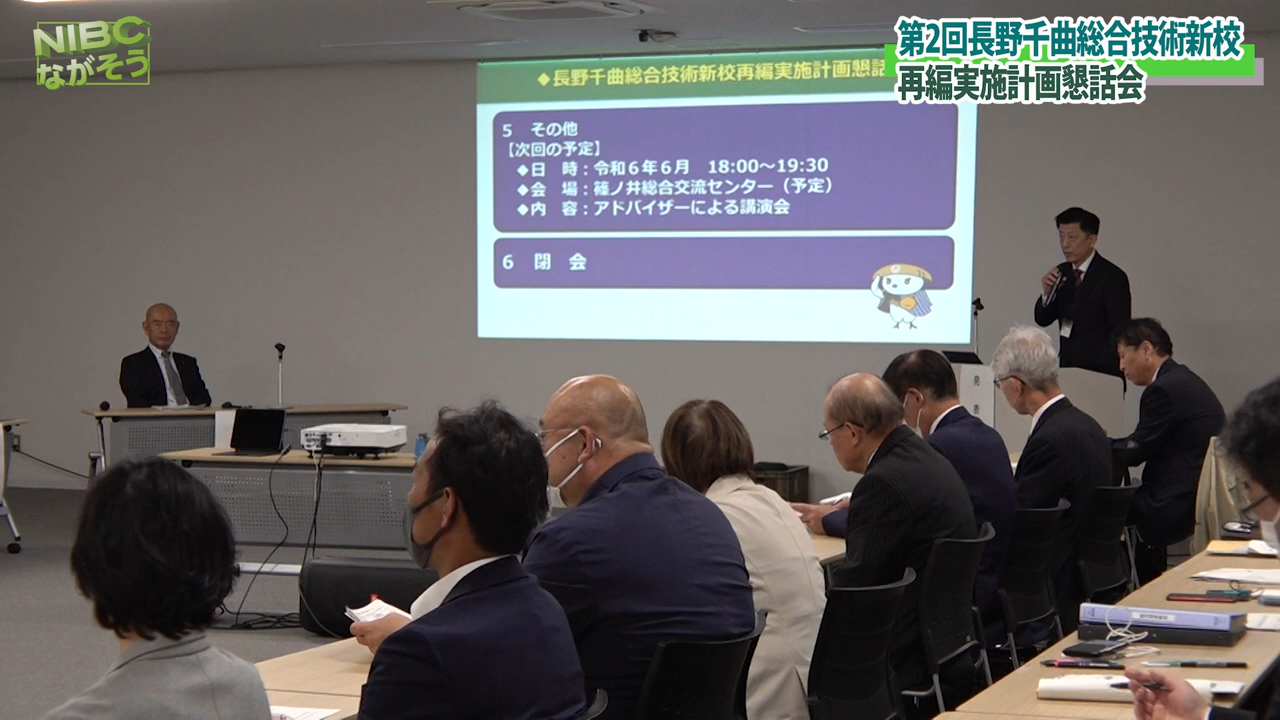 NIBC
ながそう
第2回長野千曲総合技術新校
再編実施計画懇話会
◆長野千曲総合技術新校再編実施計画懇話
5 その他
【次回の予定】
◆日 時：令和６年６月 18:00～19:30
◆会 場：篠ノ井総合交流センター（予定）
◆内 容：アドバイザーによる講演会
6 閉 会